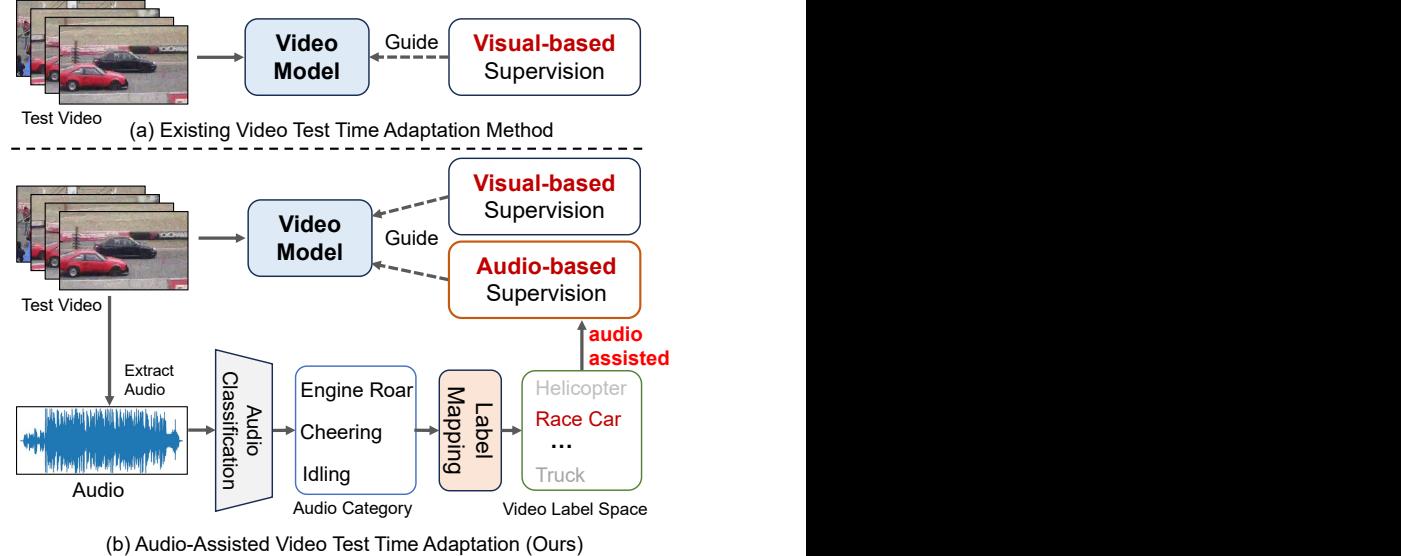 Video
Model
Guide
Visual-based
Supervision
Test Video
(a) Existing Video Test Time Adaptation Method
Visual-based
Supervision
Video
Model
Guide
Audio-based
Supervision
Test Video
audio
assisted
Extract
Audio
Audio
Classification
Engine Roar
Cheering
Idling
Label
Mapping
Helicopter
Race Car
...
Truck
Audio
Audio Category
Video Label Space
(b) Audio-Assisted Video Test Time Adaptation (Ours)